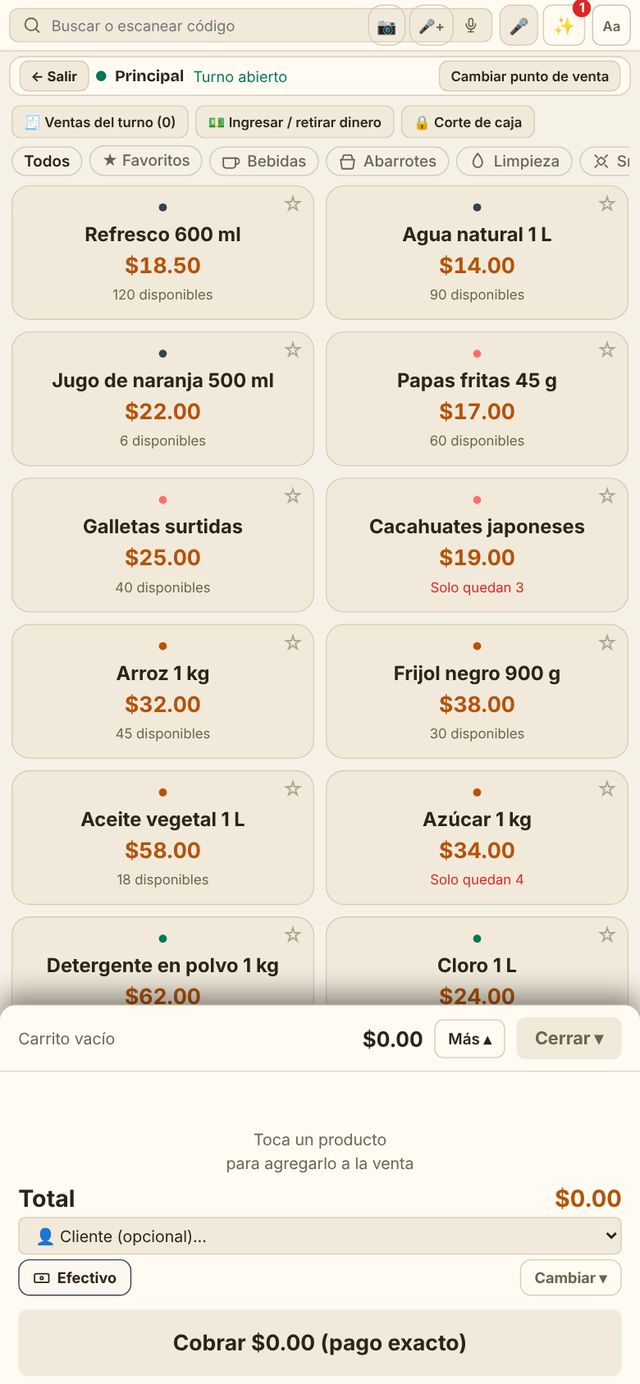 Buscar o escanear código
1
Aa
← Salir Principal Turno abierto Cambiar punto de venta
Ventas del turno (0) Ingresar / retirar dinero Corte de caja
Todos ★ Favoritos Bebidas Abarrotes Limpieza
Refresco 600 ml
$18.50
120 disponibles
Agua natural 1 L
$14.00
90 disponibles
Jugo de naranja 500 ml
$22.00
6 disponibles
Papas fritas 45 g
$17.00
60 disponibles
Galletas surtidas
$25.00
40 disponibles
Cacahuates japoneses
$19.00
Solo quedan 3
Arroz 1 kg
$32.00
45 disponibles
Frijol negro 900 g
$38.00
30 disponibles
Aceite vegetal 1 L
$58.00
18 disponibles
Azúcar 1 kg
$34.00
Solo quedan 4
Detergente en polvo 1 kg
$62.00
Cloro 1 L
$24.00
Carrito vacío $0.00 Más ▴ Cerrar ▾
Toca un producto
para agregarlo a la venta
Total $0.00
Cliente (opcional)...
Efectivo Cambiar ▾
Cobrar $0.00 (pago exacto)